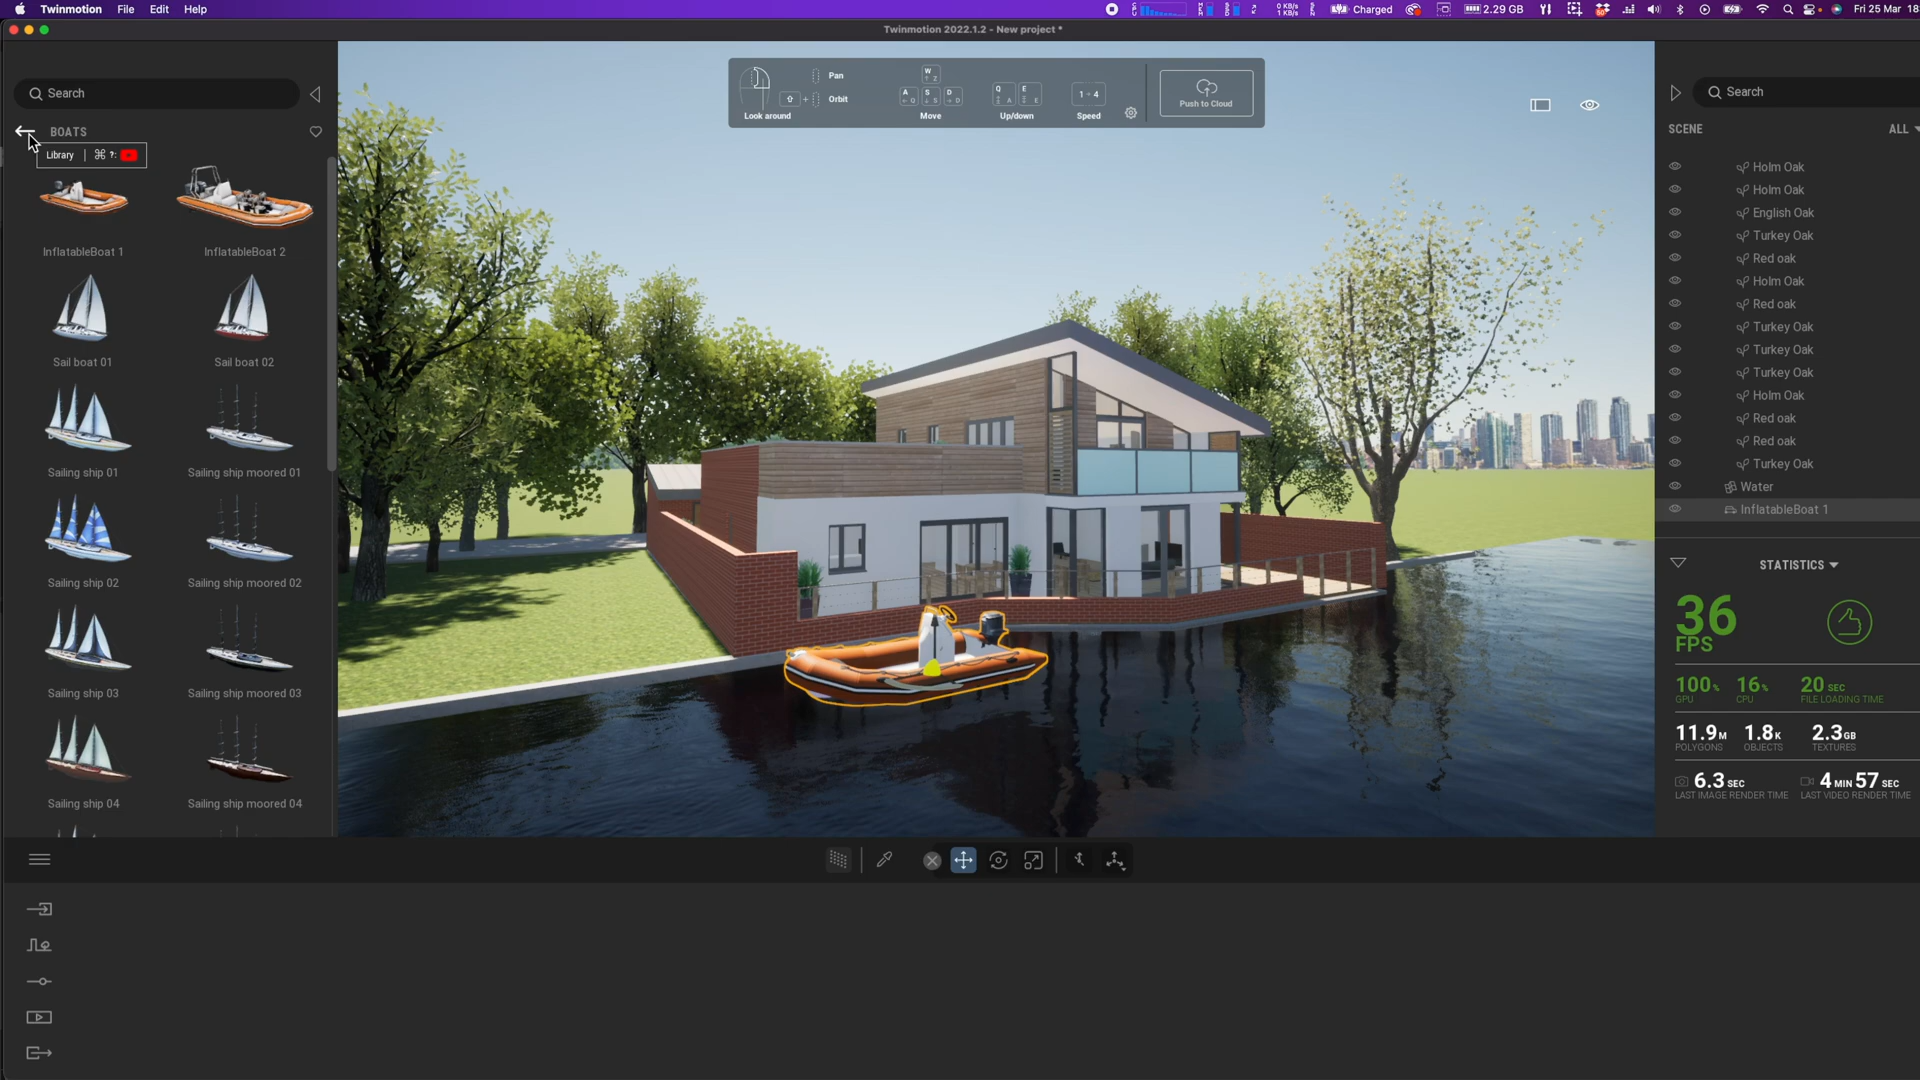 Twinmotion File Edit Help
0 KB/s
1 KB/s
Charged
2.29 GB
Fri 25 Mar 18
Twinmotion 2022.1.2 - New project *
Search
BOATS
Library | ⌘ ?:
InflatableBoat 1
InflatableBoat 2
Sail boat 01
Sail boat 02
Sailing ship 01
Sailing ship moored 01
Sailing ship 02
Sailing ship moored 02
Sailing ship 03
Sailing ship moored 03
Sailing ship 04
Sailing ship moored 04
Look around
Pan
Orbit
W
A S D
Move
Q E
Up/down
1 - 4
Speed
Push to Cloud
Search
SCENE
ALL
Holm Oak
Holm Oak
English Oak
Turkey Oak
Red oak
Holm Oak
Red oak
Turkey Oak
Turkey Oak
Turkey Oak
Holm Oak
Red oak
Red oak
Turkey Oak
Water
InflatableBoat 1
STATISTICS
36
FPS
100% 16% 20 SEC
GPU CPU FILE LOADING TIME
11.9M 1.8K 2.3GB
POLYGONS OBJECTS TEXTURES
6.3 SEC 4 MIN 57 SEC
LAST IMAGE RENDER TIME LAST VIDEO RENDER TIME